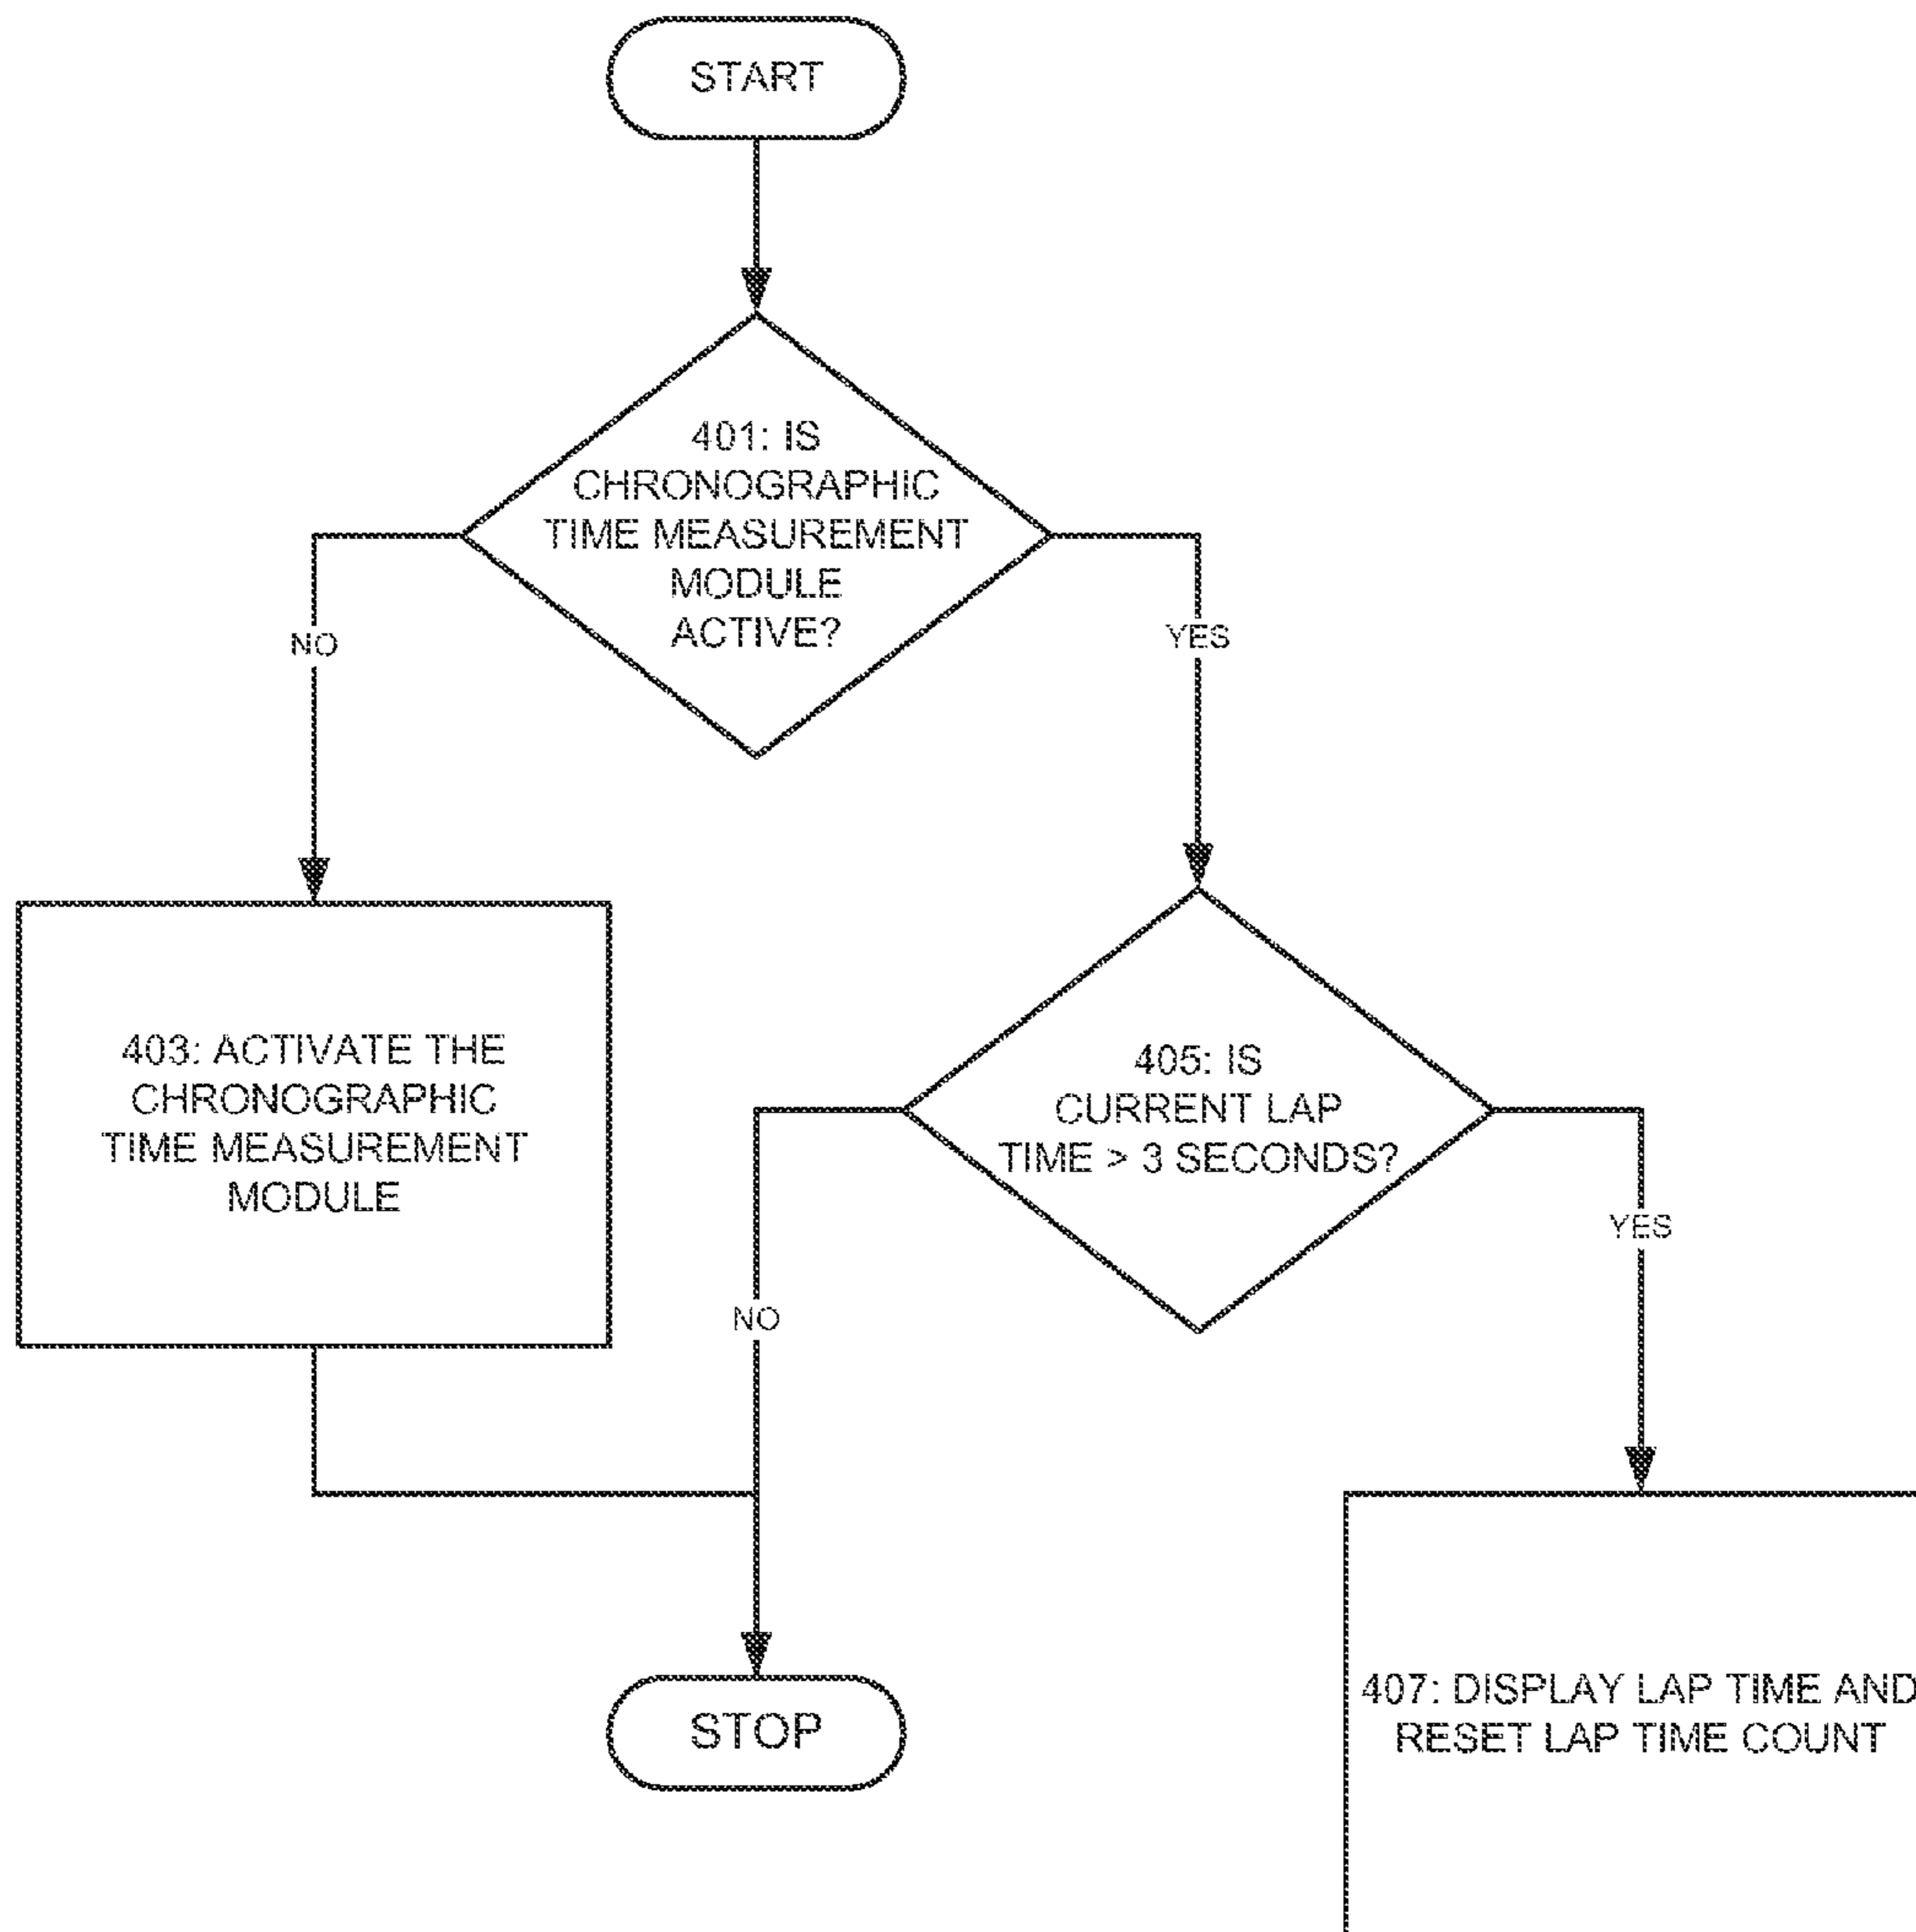 START
401: IS
CHRONOGRAPHIC
TIME MEASUREMENT
MODULE
ACTIVE?
NO
YES
403: ACTIVATE THE
CHRONOGRAPHIC
TIME MEASUREMENT
MODULE
405: IS
CURRENT LAP
TIME > 3 SECONDS?
NO
YES
STOP
407: DISPLAY LAP TIME AND
RESET LAP TIME COUNT